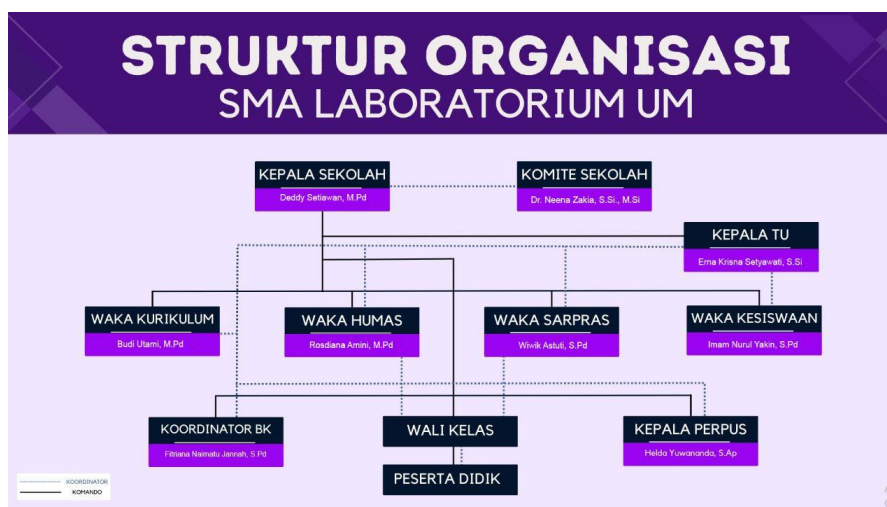 STRUKTUR ORGANISASI
SMA LABORATORIUM UM
KEPALA SEKOLAH
Deddy Setiawan, M.Pd
KOMITE SEKOLAH
Dr. Neena Zakia, S.Si., M.Si
KEPALA TU
Erna Krisna Setyawati, S.Si
WAKA KURIKULUM
Budi Utami, M.Pd
WAKA HUMAS
Rosdiana Amini, M.Pd
WAKA SARPRAS
Wiwik Astuti, S.Pd
WAKA KESISWAAN
Imam Nurul Yakin, S.Pd
KOORDINATOR BK
Fitriana Naimatu Jannah, S.Pd
WALI KELAS
KEPALA PERPUS
Helda Yuwananda, S.Ap
PESERTA DIDIK
KOORDINATOR
KOMANDO